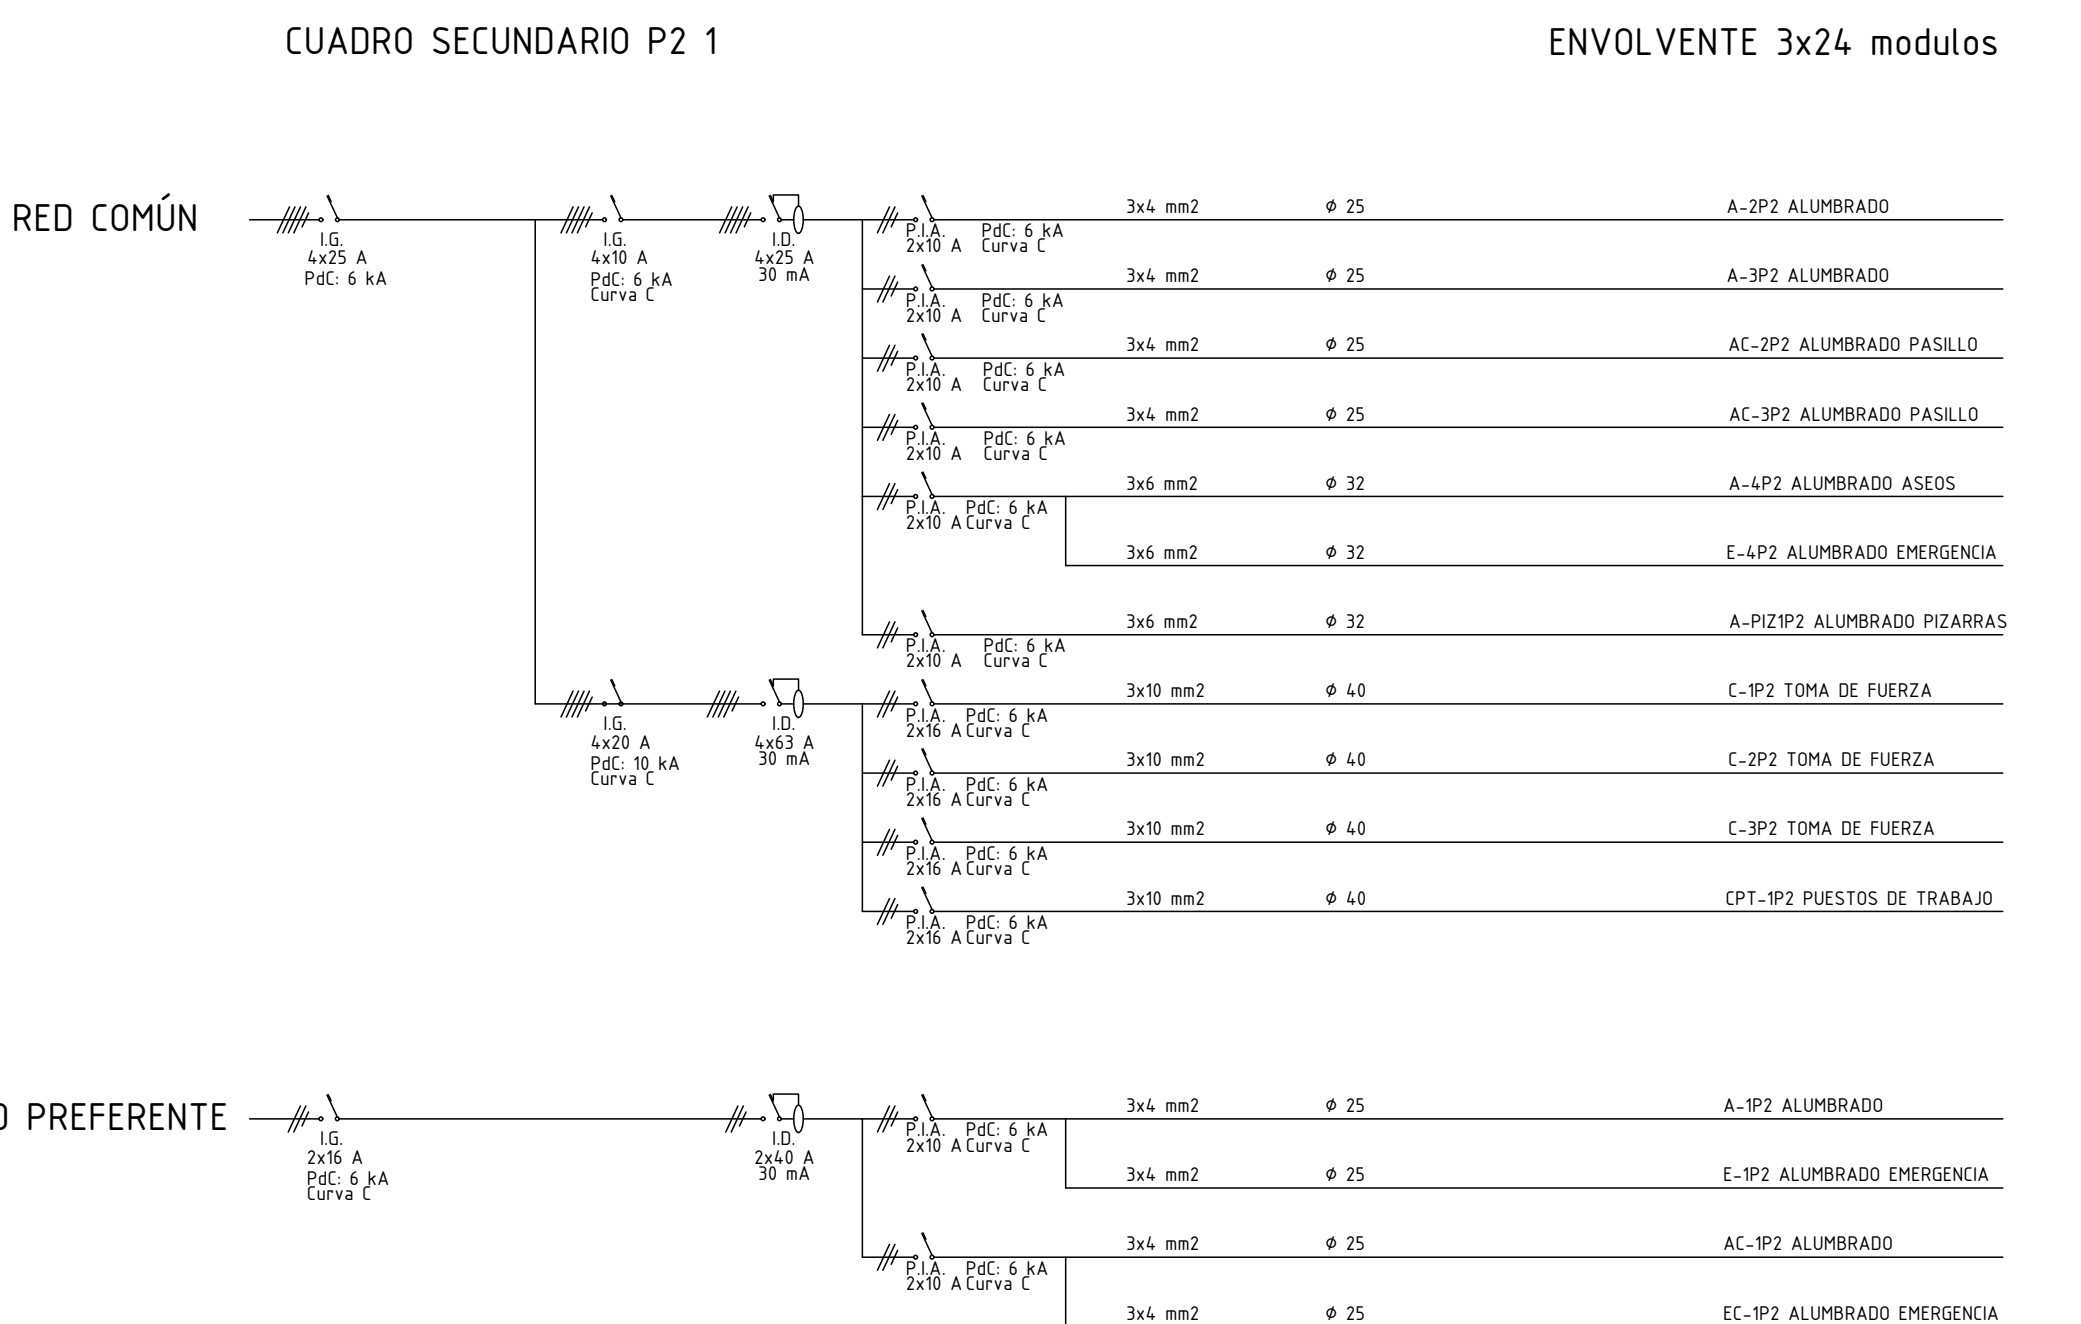 CUADRO SECUNDARIO P2 1
ENVOLVENTE 3x24 modulos
RED COMÚN
I.G.
4x25 A
PdC: 6 kA
I.G.
4x10 A
PdC: 6 kA
Curva C
I.D.
4x25 A
30 mA
P.I.A. PdC: 6 kA
2x10 A Curva C
3x4 mm2 ⌀ 25 A-2P2 ALUMBRADO
P.I.A. PdC: 6 kA
2x10 A Curva C
3x4 mm2 ⌀ 25 A-3P2 ALUMBRADO
P.I.A. PdC: 6 kA
2x10 A Curva C
3x4 mm2 ⌀ 25 AC-2P2 ALUMBRADO PASILLO
P.I.A. PdC: 6 kA
2x10 A Curva C
3x4 mm2 ⌀ 25 AC-3P2 ALUMBRADO PASILLO
P.I.A. PdC: 6 kA
2x10 A Curva C
3x6 mm2 ⌀ 32 A-4P2 ALUMBRADO ASEOS
3x6 mm2 ⌀ 32 E-4P2 ALUMBRADO EMERGENCIA
P.I.A. PdC: 6 kA
2x10 A Curva C
3x6 mm2 ⌀ 32 A-PIZ1P2 ALUMBRADO PIZARRAS
I.G.
4x20 A
PdC: 10 kA
Curva C
I.D.
4x63 A
30 mA
P.I.A. PdC: 6 kA
2x16 A Curva C
3x10 mm2 ⌀ 40 C-1P2 TOMA DE FUERZA
P.I.A. PdC: 6 kA
2x16 A Curva C
3x10 mm2 ⌀ 40 C-2P2 TOMA DE FUERZA
P.I.A. PdC: 6 kA
2x16 A Curva C
3x10 mm2 ⌀ 40 C-3P2 TOMA DE FUERZA
P.I.A. PdC: 6 kA
2x16 A Curva C
3x10 mm2 ⌀ 40 CPT-1P2 PUESTOS DE TRABAJO
PREFERENTE
I.G.
2x16 A
PdC: 6 kA
Curva C
I.D.
2x40 A
30 mA
P.I.A. PdC: 6 kA
2x10 A Curva C
3x4 mm2 ⌀ 25 A-1P2 ALUMBRADO
3x4 mm2 ⌀ 25 E-1P2 ALUMBRADO EMERGENCIA
P.I.A. PdC: 6 kA
2x10 A Curva C
3x4 mm2 ⌀ 25 AC-1P2 ALUMBRADO
3x4 mm2 ⌀ 25 EC-1P2 ALUMBRADO EMERGENCIA